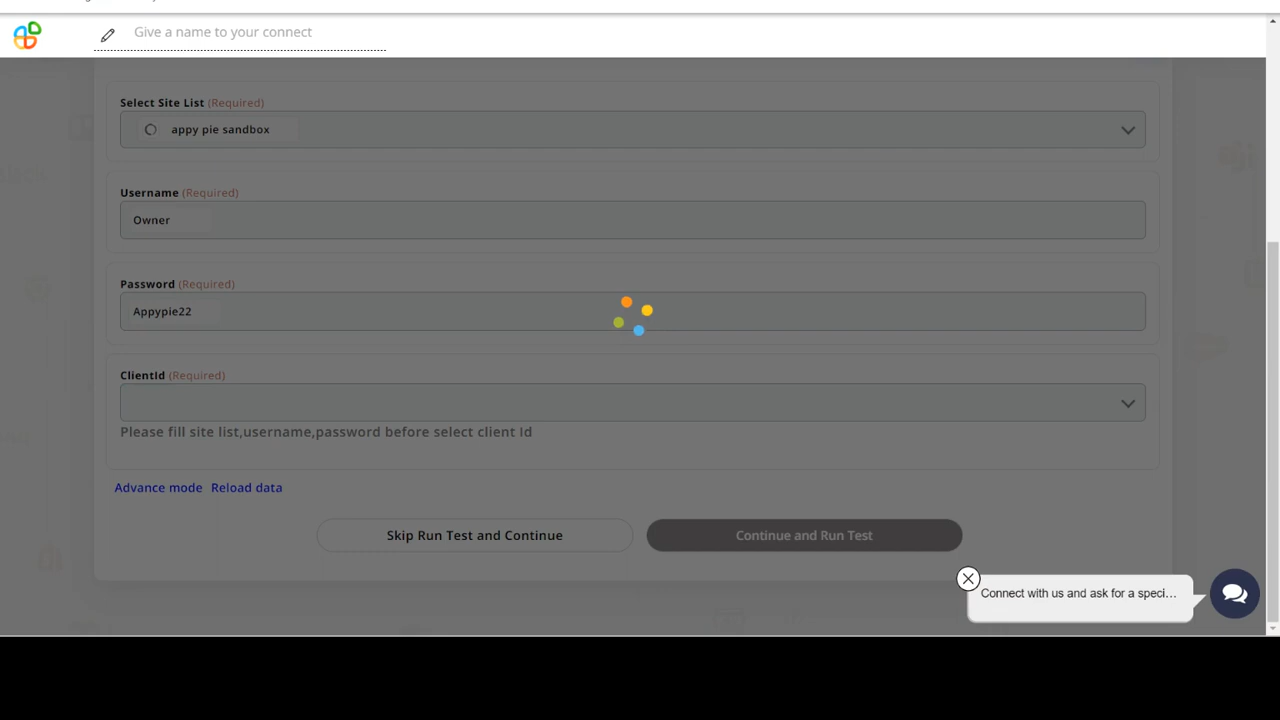 Give a name to your connect
Select Site List (Required)
appy pie sandbox
Username (Required)
Owner
Password (Required)
Appypie22
ClientId (Required)
Please fill site list,username,password before select client Id
Advance mode Reload data
Skip Run Test and Continue
Continue and Run Test
Connect with us and ask for a speci...